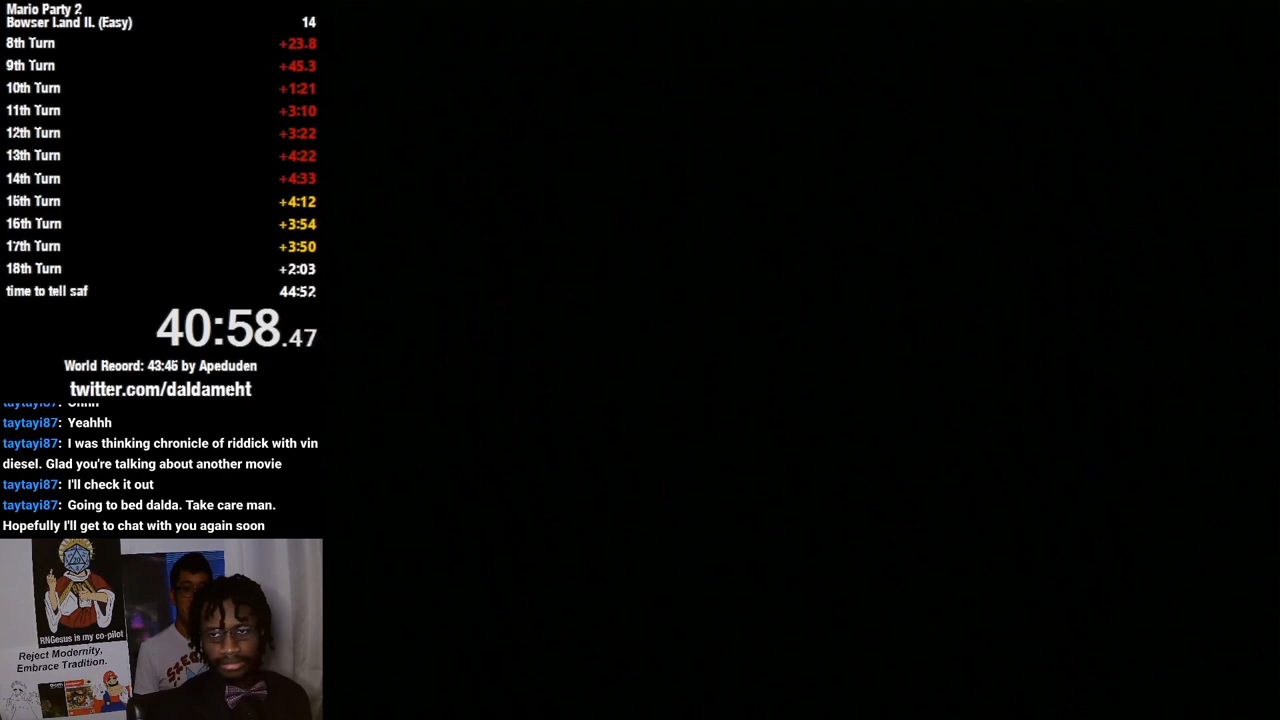 Mario Party 2
Bowser Land II. (Easy) 14
8th Turn +23.8
9th Turn +45.3
10th Turn +1:21
11th Turn +3:10
12th Turn +3:22
13th Turn +4:22
14th Turn +4:33
15th Turn +4:12
16th Turn +3:54
17th Turn +3:50
18th Turn +2:03
time to tell saf 44:52
40:58.47
World Record: 43:45 by Apeduden
twitter.com/daldameht
taytayi87: Ohhh
taytayi87: Yeahhh
taytayi87: I was thinking chronicle of riddick with vin
diesel. Glad you're talking about another movie
taytayi87: I'll check it out
taytayi87: Going to bed dalda. Take care man.
Hopefully I'll get to chat with you again soon
RNGesus is my co-pilot
Reject Modernity,
Embrace Tradition.